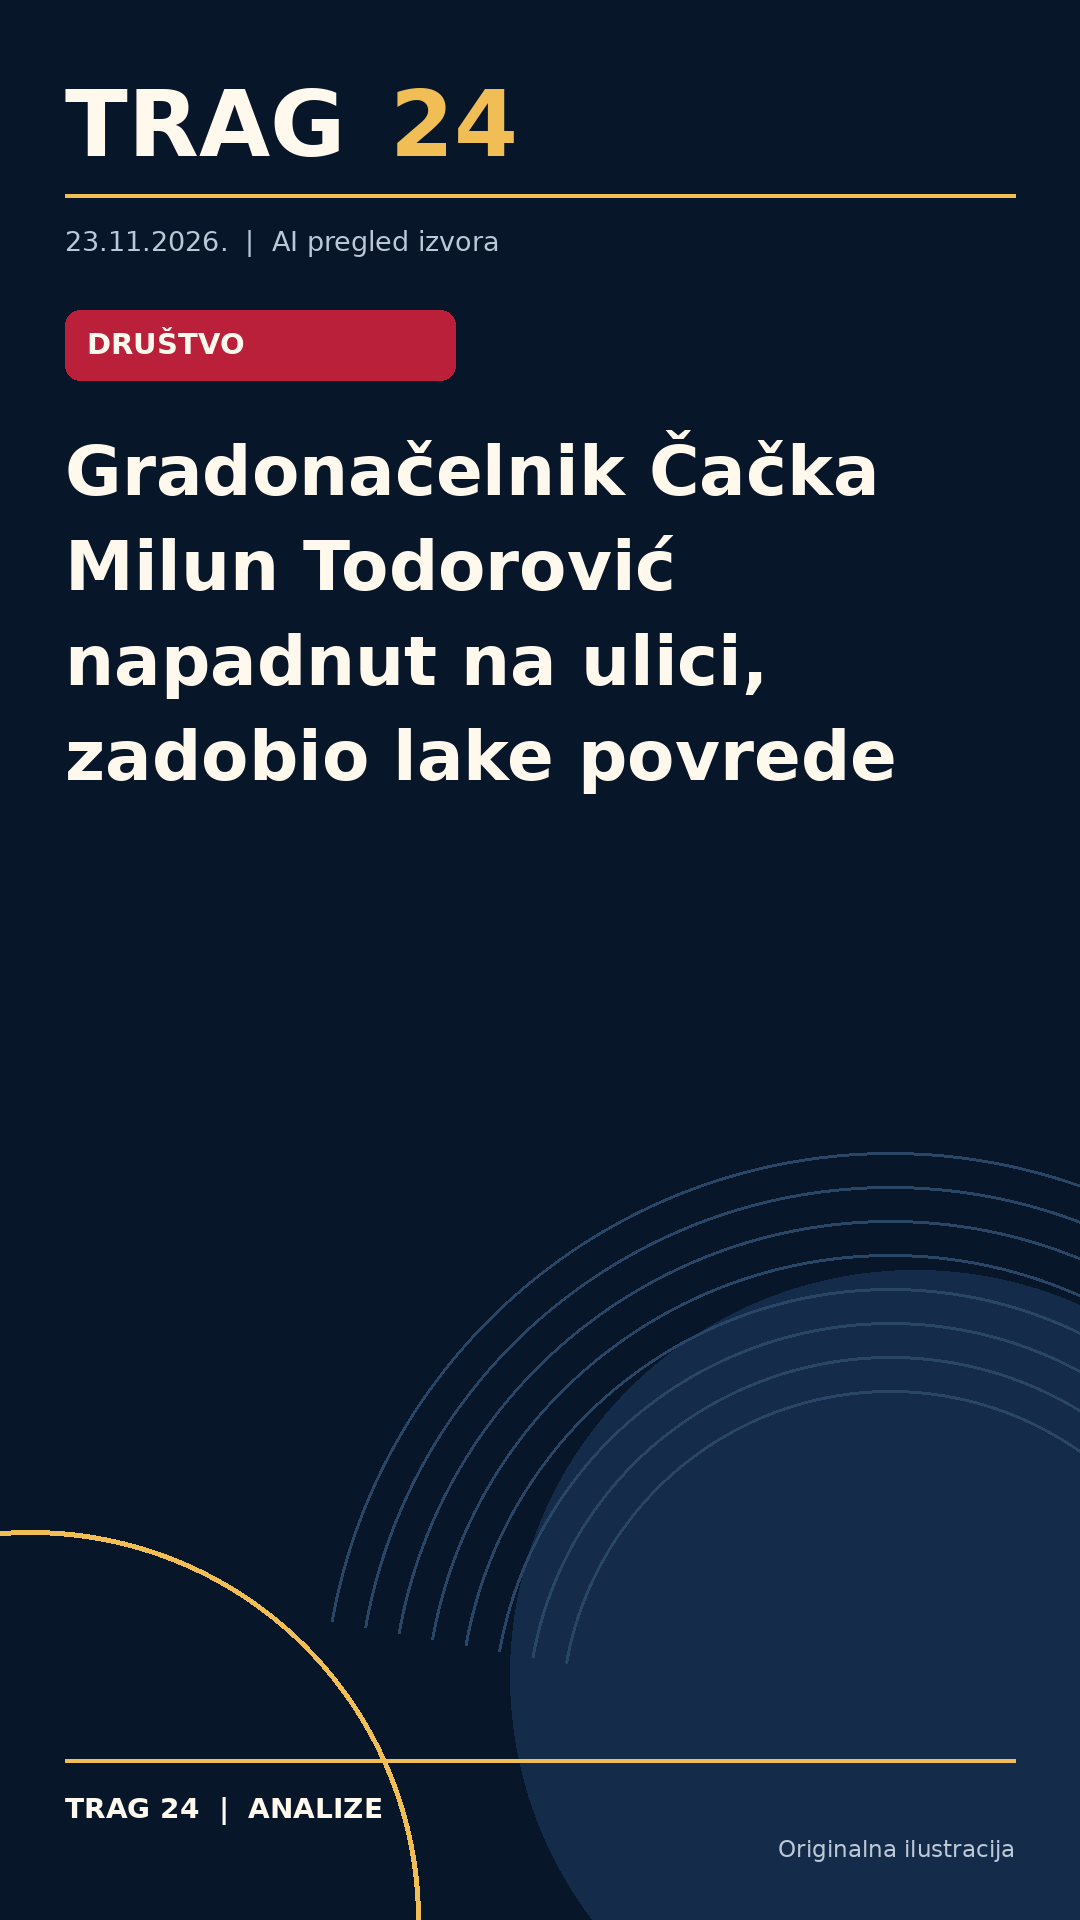 TRAG 24
23.11.2026. | AI pregled izvora
DRUŠTVO
Gradonačelnik Čačka
Milun Todorović
napadnut na ulici,
zadobio lake povrede
TRAG 24 | ANALIZE
Originalna ilustracija